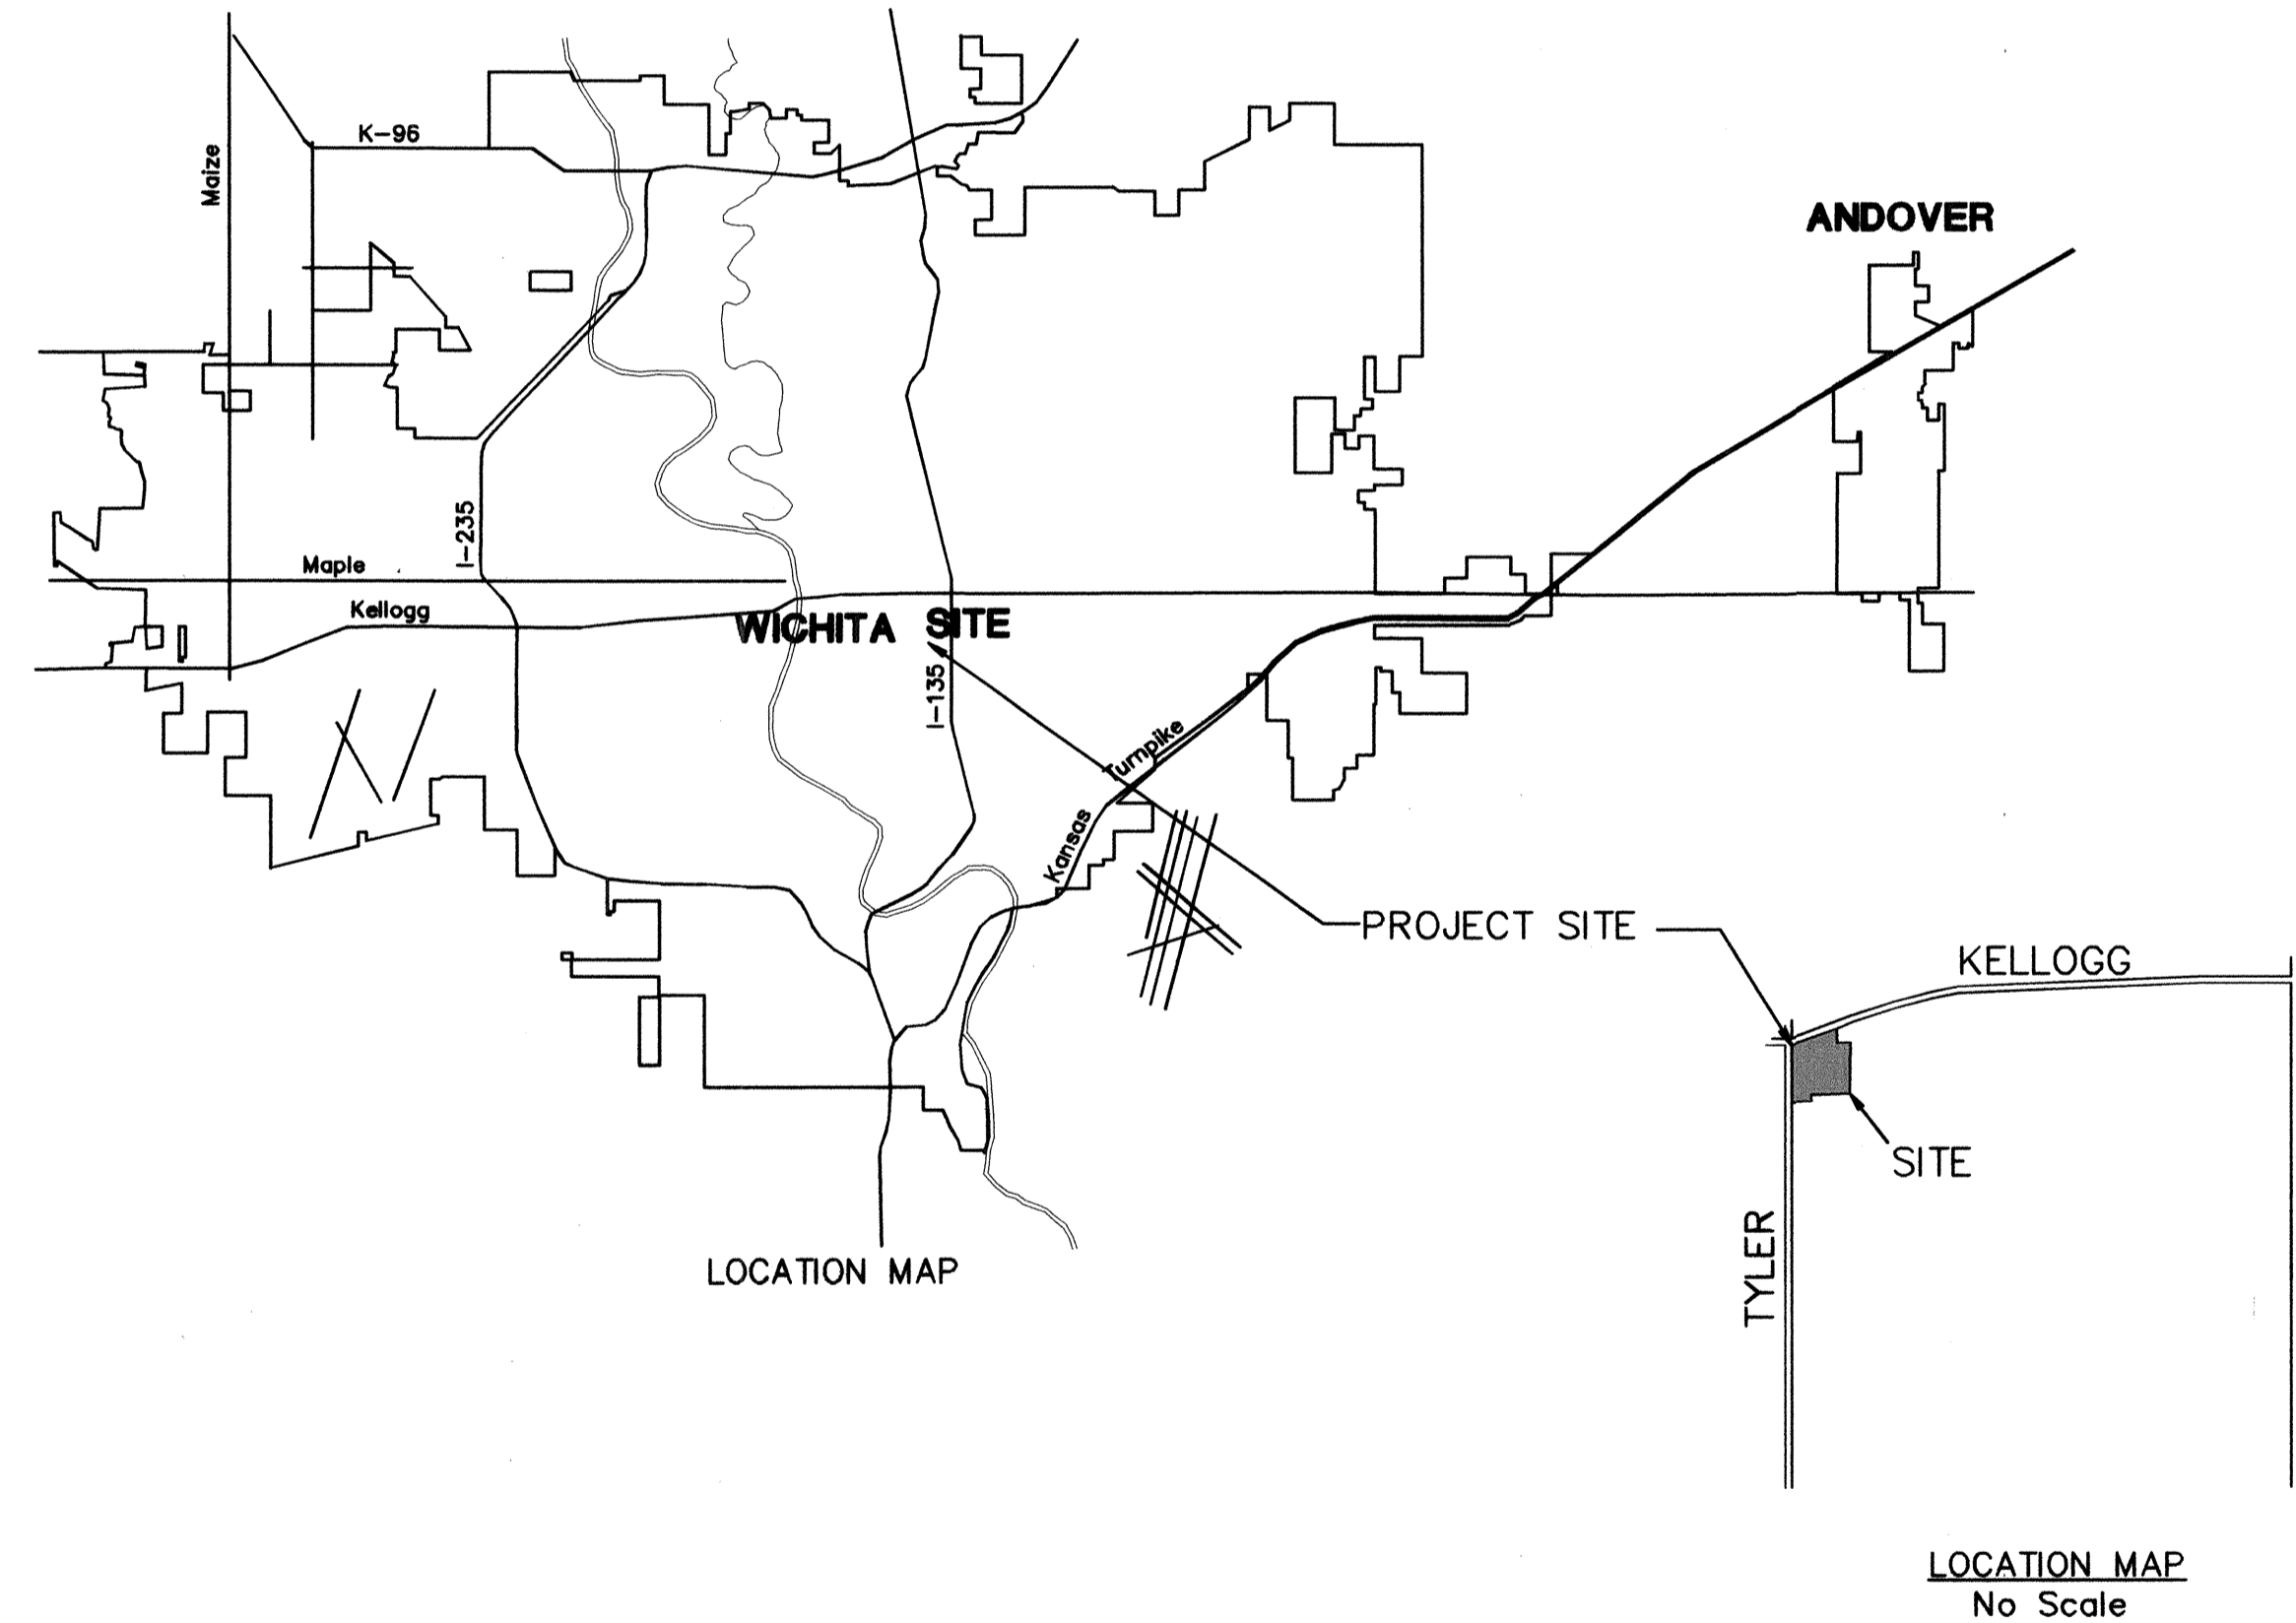 K-96
Maize
ANDOVER
I-235
Maple
Kellogg
WICHITA SITE
I-135
Turnpike
Kansas
PROJECT SITE
KELLOGG
SITE
TYLER
LOCATION MAP
LOCATION MAP
No Scale